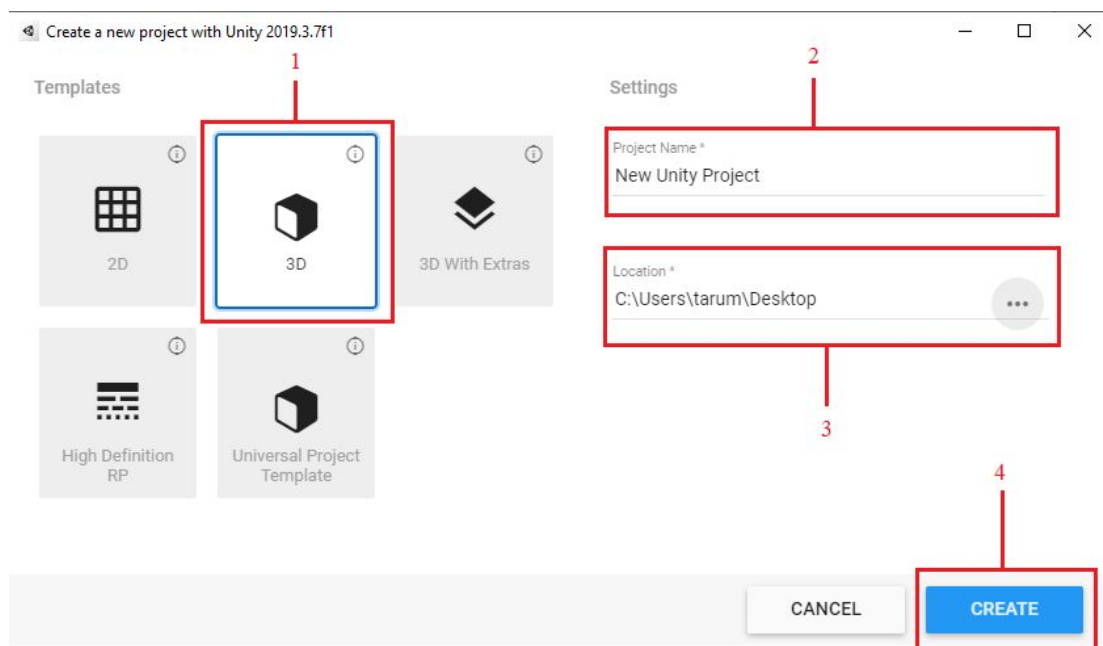 Create a new project with Unity 2019.3.7f1
1
2
Templates
Settings
2D
3D
3D With Extras
High Definition
RP
Universal Project
Template
Project Name *
New Unity Project
Location *
C:\Users\tarum\Desktop
...
3
4
CANCEL
CREATE